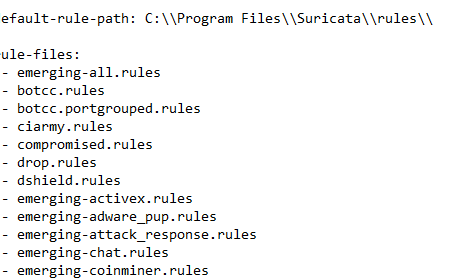 efault-rule-path: C:\\Program Files\\Suricata\\rules\\
ule-files:
- emerging-all.rules
- botcc.rules
- botcc.portgrouped.rules
- ciarmy.rules
- compromised.rules
- drop.rules
- dshield.rules
- emerging-activex.rules
- emerging-adware_pup.rules
- emerging-attack_response.rules
- emerging-chat.rules
- emerging-coinminer.rules